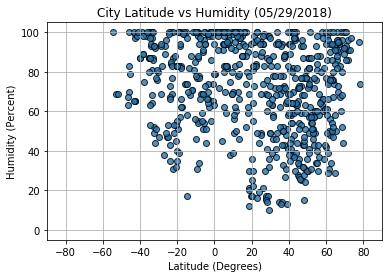 City Latitude vs Humidity (05/29/2018)
Humidity (Percent)
100
80
60
40
20
0
−80 −60 −40 −20 0 20 40 60 80
Latitude (Degrees)